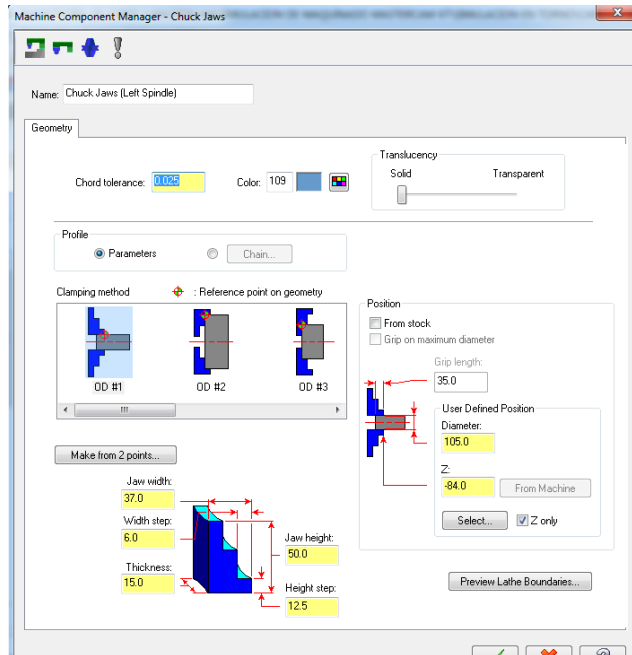 Machine Component Manager - Chuck Jaws
Name: Chuck Jaws (Left Spindle)
Geometry
Translucency
Chord tolerance: 0.025 Color: 109 Solid Transparent
Profile
Parameters Chain...
Clamping method : Reference point on geometry
OD #1 OD #2 OD #3
Position
From stock
Grip on maximum diameter
Grip length:
35.0
User Defined Position
Diameter:
105.0
Z:
-84.0 From Machine
Select... Z only
Make from 2 points...
Jaw width:
37.0
Width step:
6.0
Thickness:
15.0
Jaw height:
50.0
Height step:
12.5
Preview Lathe Boundaries...